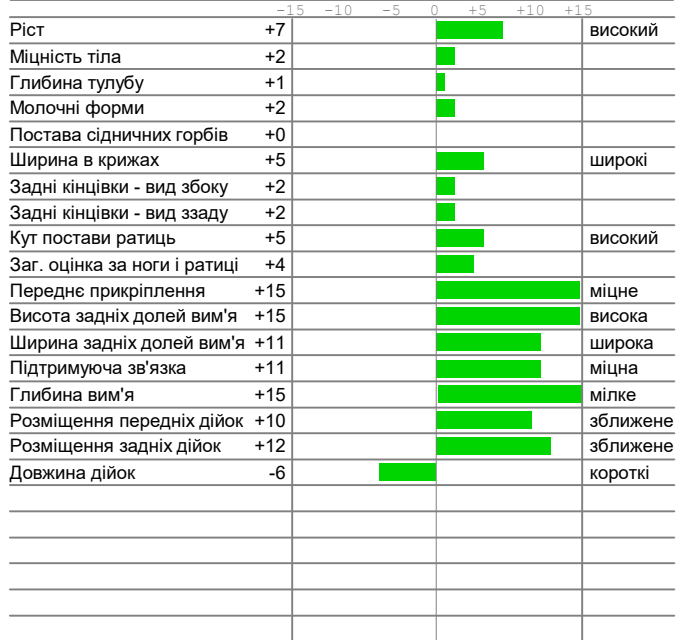 -15 -10 -5 0 +5 +10 +15
Ріст +7 високий
Міцність тіла +2
Глибина тулубу +1
Молочні форми +2
Постава сідничних горбів +0
Ширина в крижах +5 широкі
Задні кінцівки - вид збоку +2
Задні кінцівки - вид ззаду +2
Кут постави ратиць +5 високий
Заг. оцінка за ноги і ратиці +4
Переднє прикріплення +15 міцне
Висота задніх долей вим'я +15 висока
Ширина задніх долей вим'я +11 широка
Підтримуюча зв'язка +11 міцна
Глибина вим'я +15 мілке
Розміщення передніх дійок +10 зближене
Розміщення задніх дійок +12 зближене
Довжина дійок -6 короткі